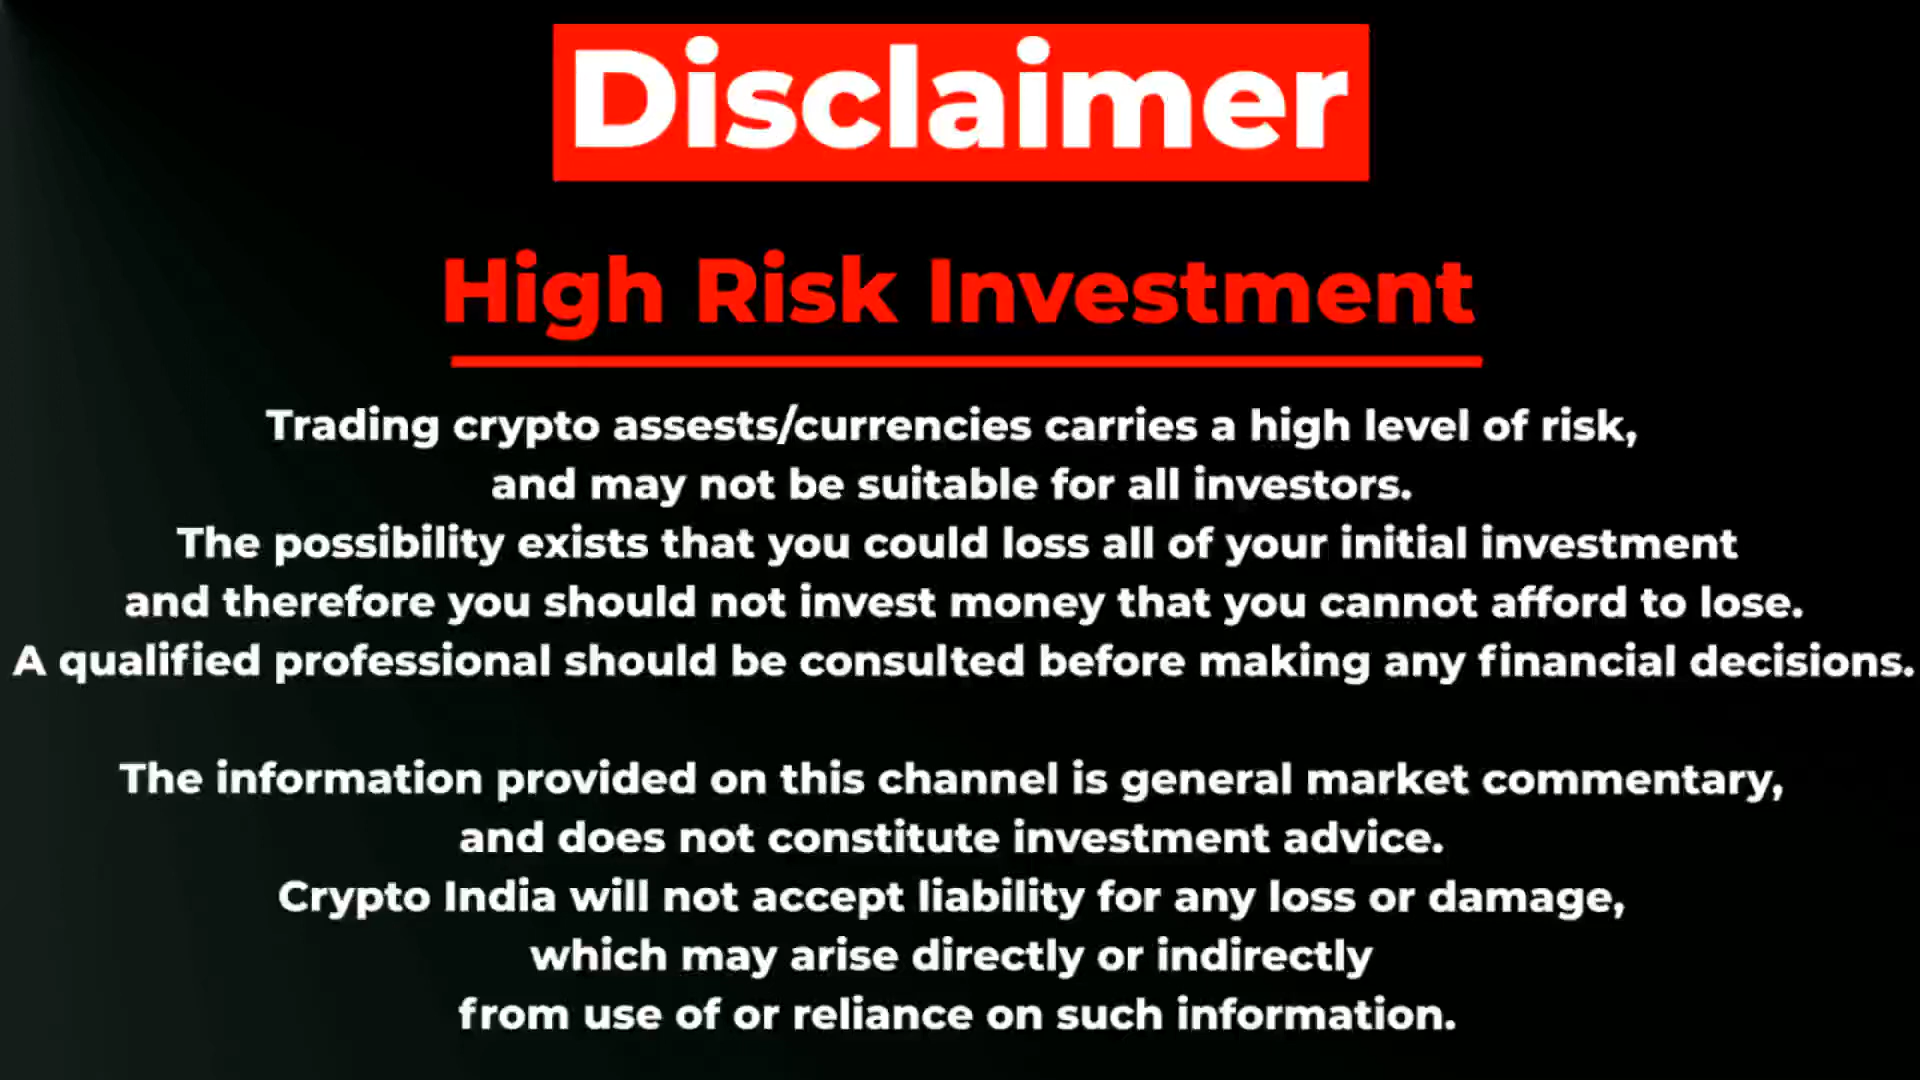 Disclaimer
High Risk Investment
Trading crypto assests/currencies carries a high level of risk,
and may not be suitable for all investors.
The possibility exists that you could loss all of your initial investment
and therefore you should not invest money that you cannot afford to lose.
A qualified professional should be consulted before making any financial decisions.
The information provided on this channel is general market commentary,
and does not constitute investment advice.
Crypto India will not accept liability for any loss or damage,
which may arise directly or indirectly
from use of or reliance on such information.